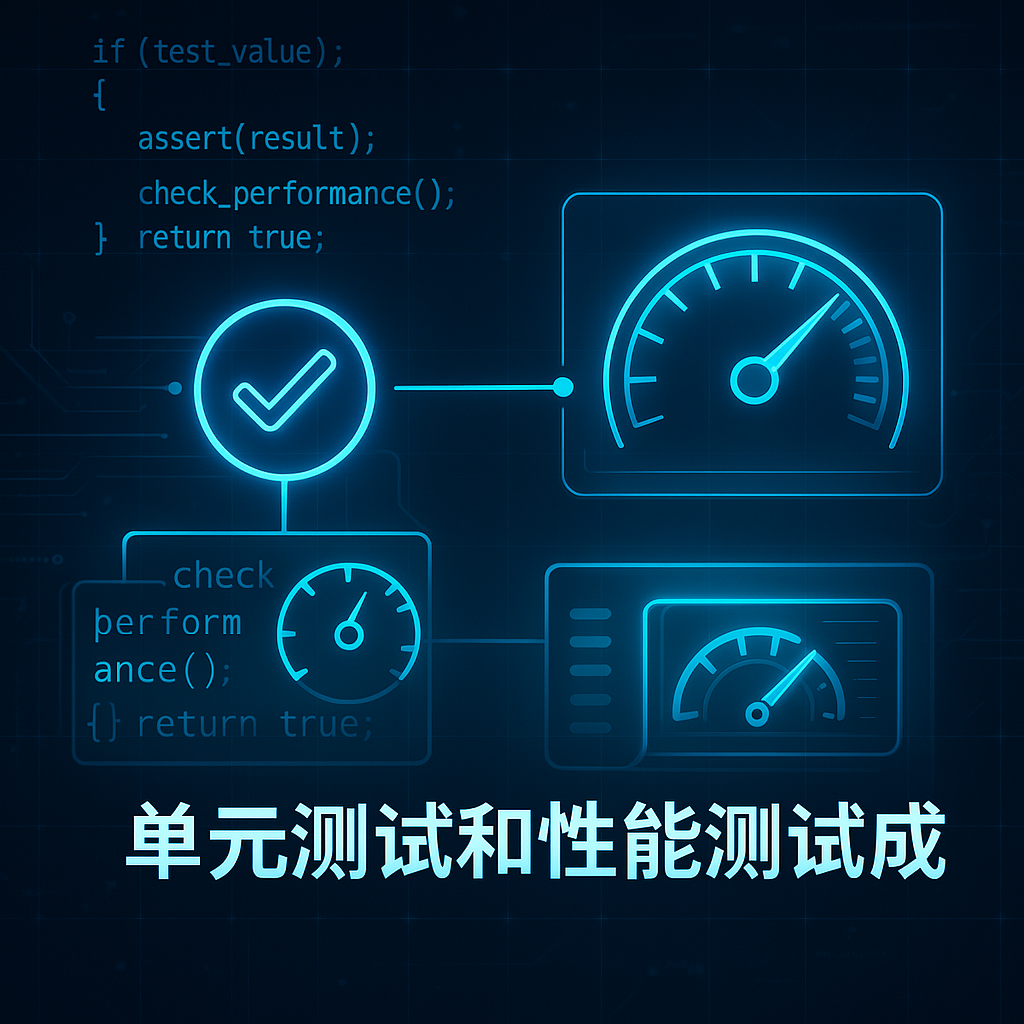 if (test_value);
{
assert(result);
check_performance();
} return true;
check
perform
ance();
{} return true;
单元测试和性能测试成